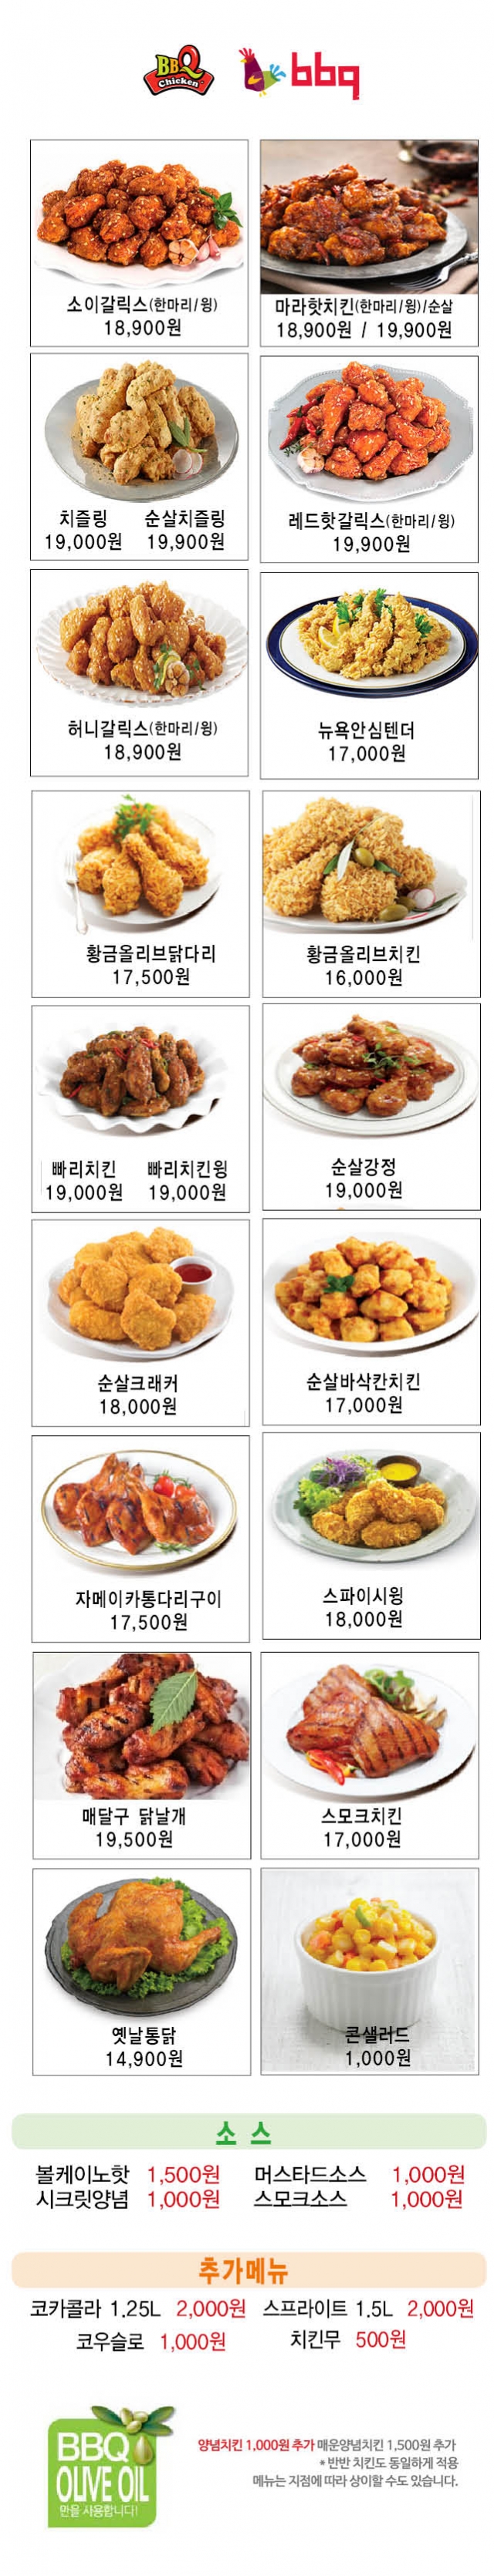 BBQ
Chicken
bbq
소이갈릭스(한마리/윙)
18,900원
마라핫치킨(한마리/윙)/순살
18,900원 / 19,900원
치즐링 순살치즐링
19,000원 19,900원
레드핫갈릭스(한마리/윙)
19,900원
허니갈릭스(한마리/윙)
18,900원
뉴욕안심텐더
17,000원
황금올리브닭다리
17,500원
황금올리브치킨
16,000원
빠리치킨 빠리치킨윙
19,000원 19,000원
순살강정
19,000원
순살크래커
18,000원
순살바삭칸치킨
17,000원
자메이카통다리구이
17,500원
스파이시윙
18,000원
매달구 닭날개
19,500원
스모크치킨
17,000원
옛날통닭
14,900원
콘샐러드
1,000원
소 스
볼케이노핫 1,500원 머스타드소스 1,000원
시크릿양념 1,000원 스모크소스 1,000원
추가메뉴
코카콜라 1.25L 2,000원 스프라이트 1.5L 2,000원
코우슬로 1,000원 치킨무 500원
BBQ
OLIVE OIL
만을 사용합니다!
양념치킨 1,000원 추가 매운양념치킨 1,500원 추가
*반반 치킨도 동일하게 적용
메뉴는 지점에 따라 상이할 수도 있습니다.